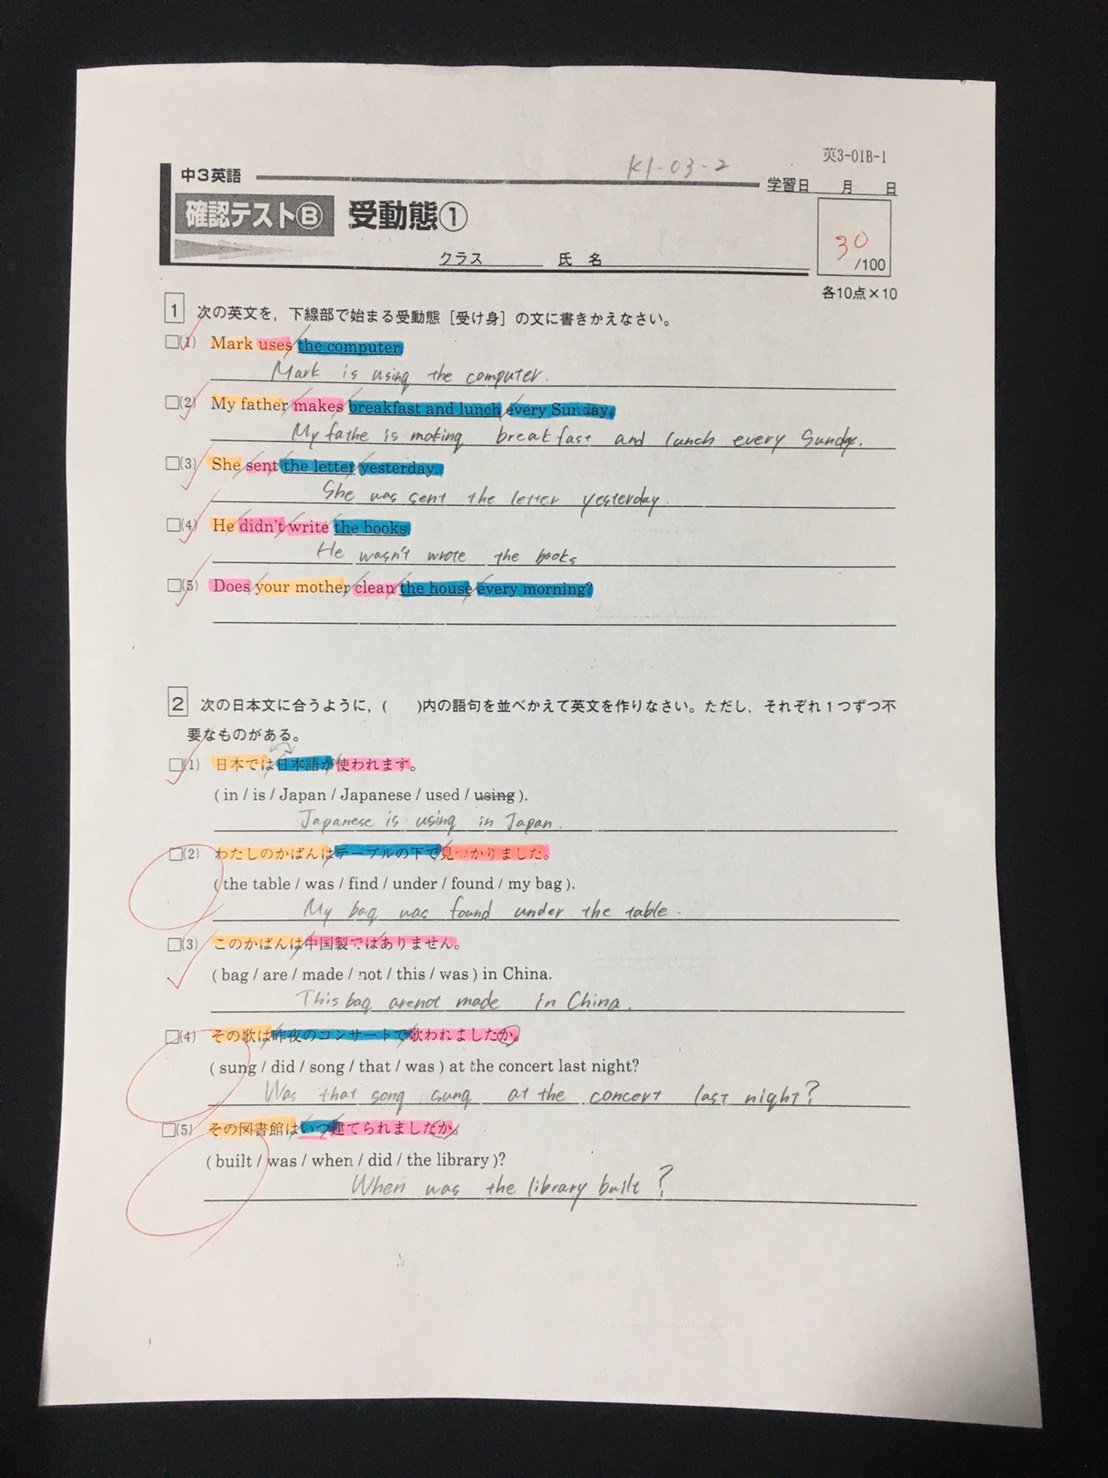 K1-03-2
英3-01B-1
中3英語
学習日 月 日
確認テストⒷ 受動態①
30
/100
クラス 氏 名
各10点×10
1 次の英文を，下線部で始まる受動態［受け身］の文に書きかえなさい。
□(1) Mark uses the computer.
Mark is using the computer.
□(2) My father makes breakfast and lunch every Sunday.
My fathe is making breakfast and lunch every Sunday.
□(3) She sent the letter yesterday.
She was sent the letter yesterday.
□(4) He didn't write the books.
He wasn't wrote the books
□(5) Does your mother clean the house every morning?
2 次の日本文に合うように，( )内の語句を並べかえて英文を作りなさい。ただし，それぞれ1つずつ不
要なものがある。
□(1) 日本では日本語が使われます。
( in / is / Japan / Japanese / used / using ).
Japanese is using in Japan.
□(2) わたしのかばんはテーブルの下で見つかりました。
( the table / was / find / under / found / my bag ).
My bag was found under the table.
□(3) このかばんは中国製ではありません。
( bag / are / made / not / this / was ) in China.
This bag arenot made in China.
□(4) その歌は昨夜のコンサートで歌われましたか。
( sung / did / song / that / was ) at the concert last night?
Was that song sung at the concert last night?
□(5) その図書館はいつ建てられましたか。
( built / was / when / did / the library )?
When was the library built?